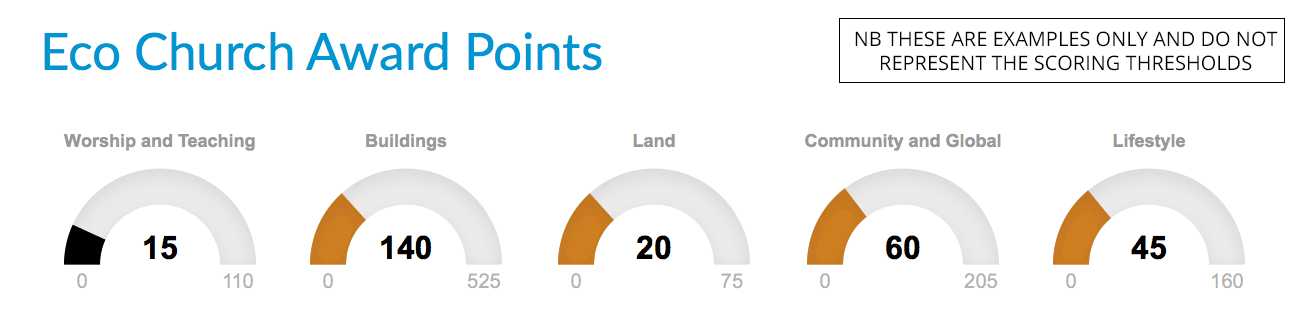 Eco Church Award Points
NB THESE ARE EXAMPLES ONLY AND DO NOT
REPRESENT THE SCORING THRESHOLDS
Worship and Teaching
15
0 110
Buildings
140
0 525
Land
20
0 75
Community and Global
60
0 205
Lifestyle
45
0 160